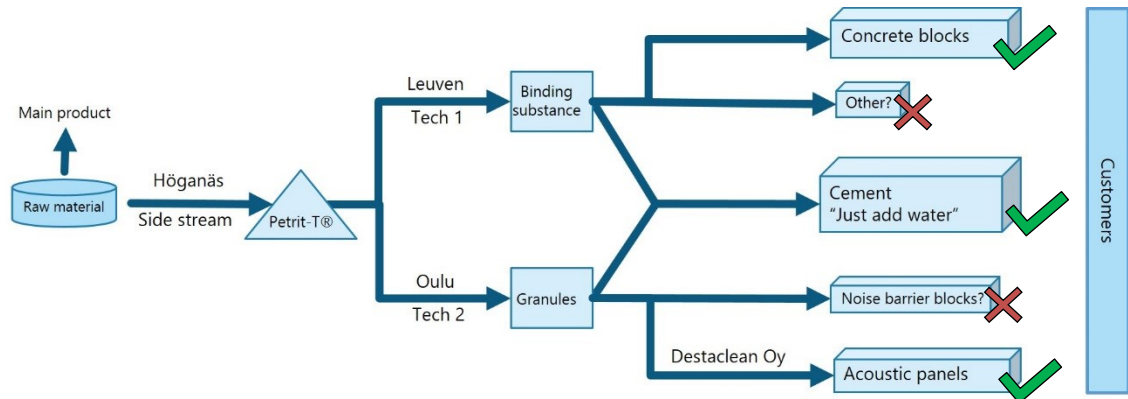 Main product
Raw material
Höganäs
Side stream
Petrit-T®
Leuven
Tech 1
Oulu
Tech 2
Binding
substance
Granules
Concrete blocks
Other?
Cement
“Just add water”
Noise barrier blocks?
Destaclean Oy
Acoustic panels
Customers